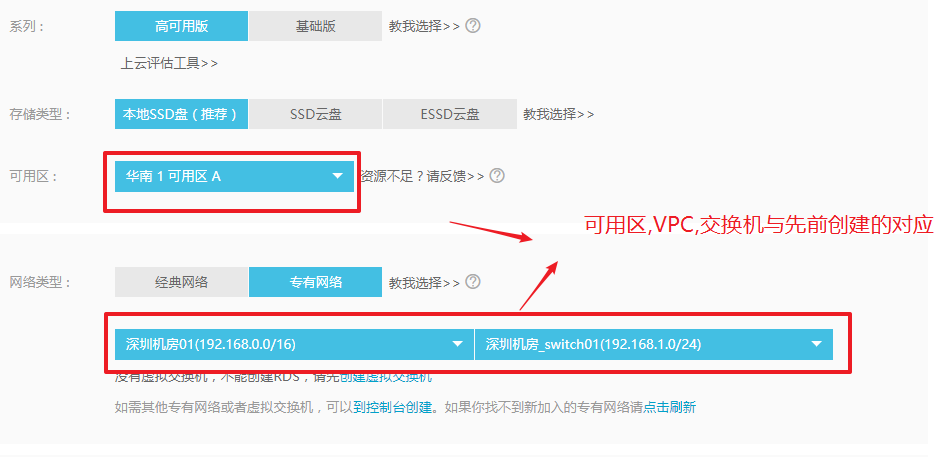 系列： 高可用版 基础版 教我选择>>
上云评估工具>>
存储类型： 本地SSD盘（推荐） SSD云盘 ESSD云盘 教我选择>>
可用区： 华南 1 可用区 A 资源不足？请反馈>>
可用区,VPC,交换机与先前创建的对应
网络类型： 经典网络 专有网络 教我选择>>
深圳机房01(192.168.0.0/16) 深圳机房_switch01(192.168.1.0/24)
没有虚拟交换机，不能创建RDS，请先创建虚拟交换机
如需其他专有网络或者虚拟交换机，可以到控制台创建。如果你找不到新加入的专有网络请点击刷新